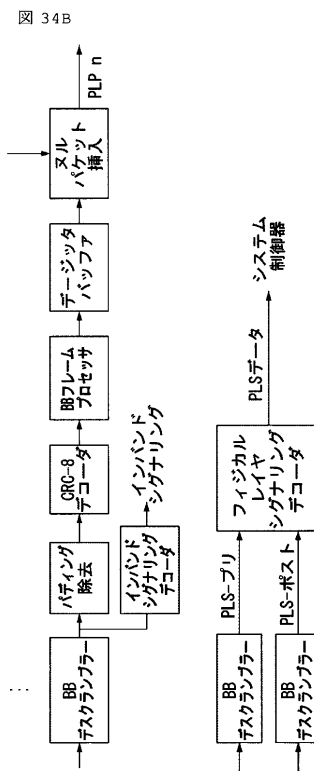 図 34B
BB
デスクランブラー
パディング
除去
CRC-8
デコーダ
BBフレーム
プロセッサ
デージッタ
バッファ
ヌル
パケット
挿入
PLP n
インバンド
シグナリング
デコーダ
インバンド
シグナリング
BB
デスクランブラー
PLS-プリ
BB
デスクランブラー
PLS-ポスト
フィジカル
レイヤ
シグナリング
デコーダ
PLSデータ
システム
制御器